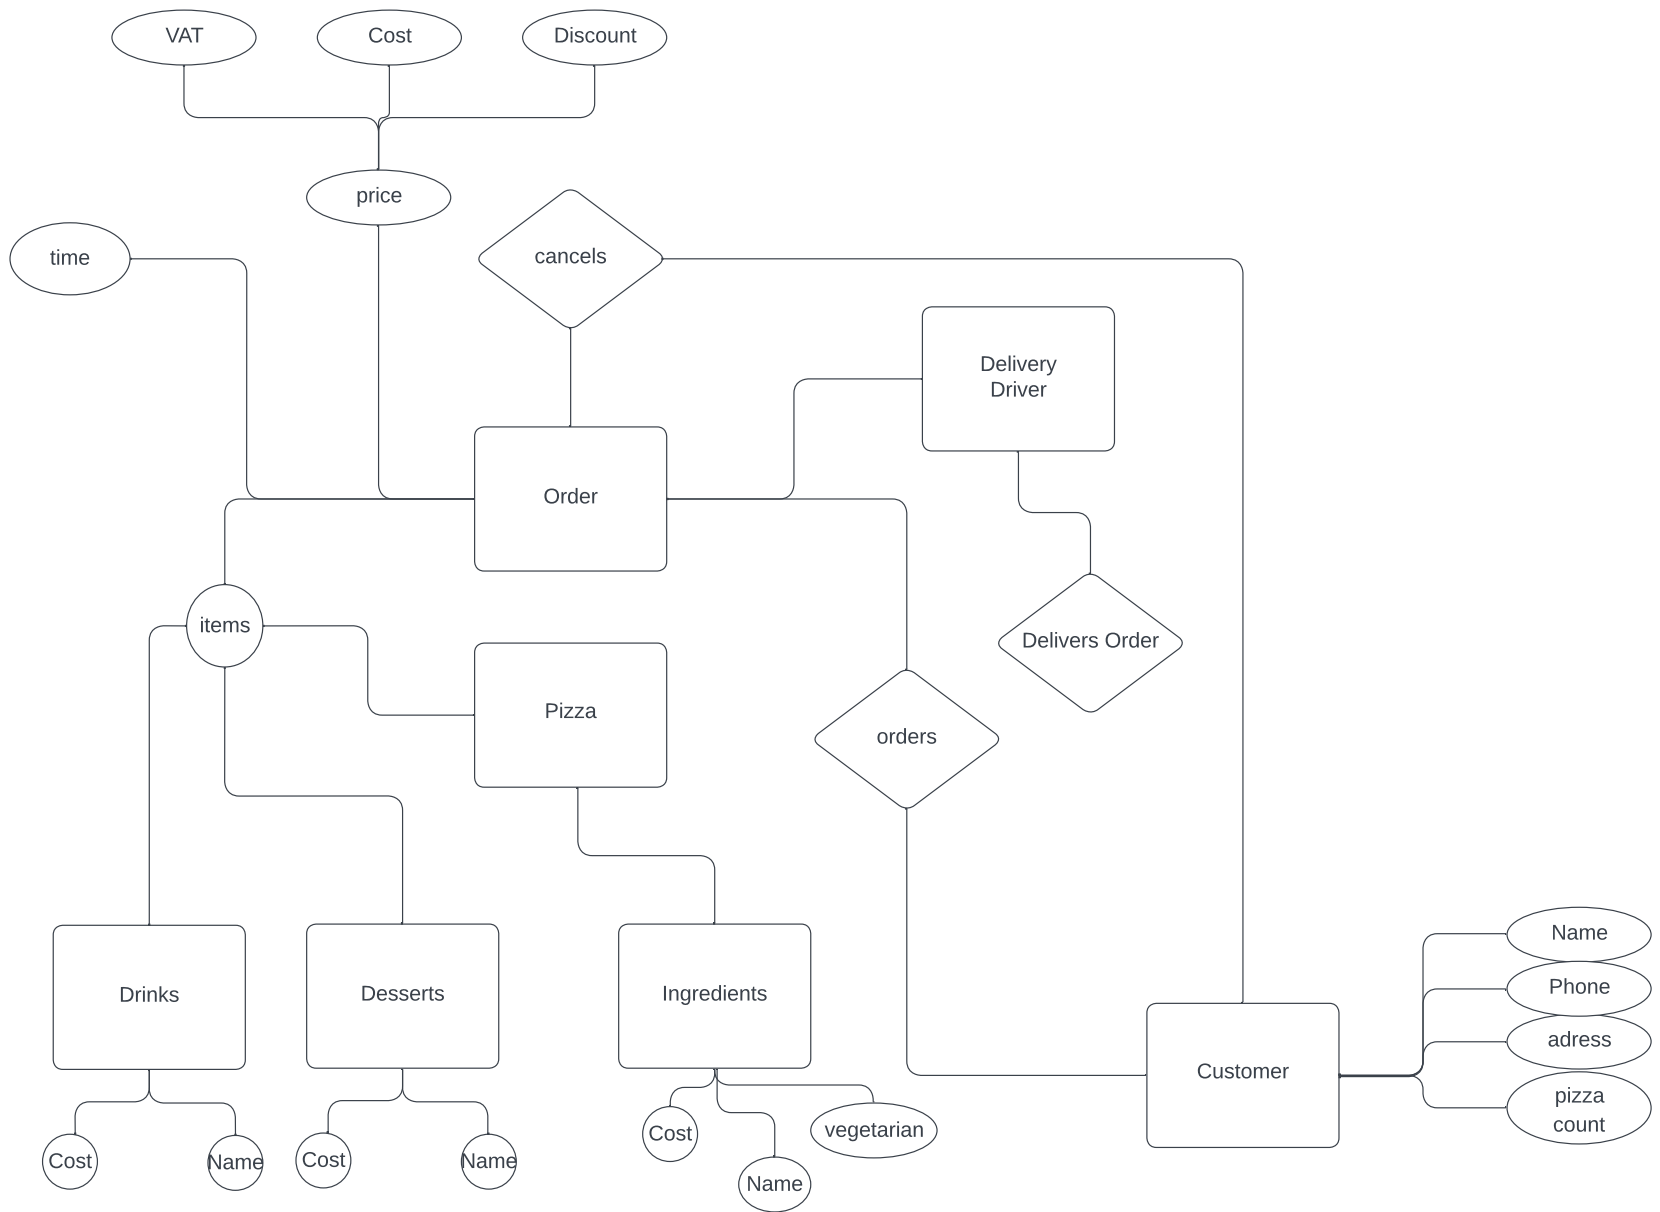 VAT
Cost
Discount
price
time
cancels
Delivery
Driver
Order
items
Delivers Order
Pizza
orders
Name
Phone
adress
pizza
count
Drinks
Desserts
Ingredients
Customer
Cost
Name
Cost
Name
Cost
vegetarian
Name